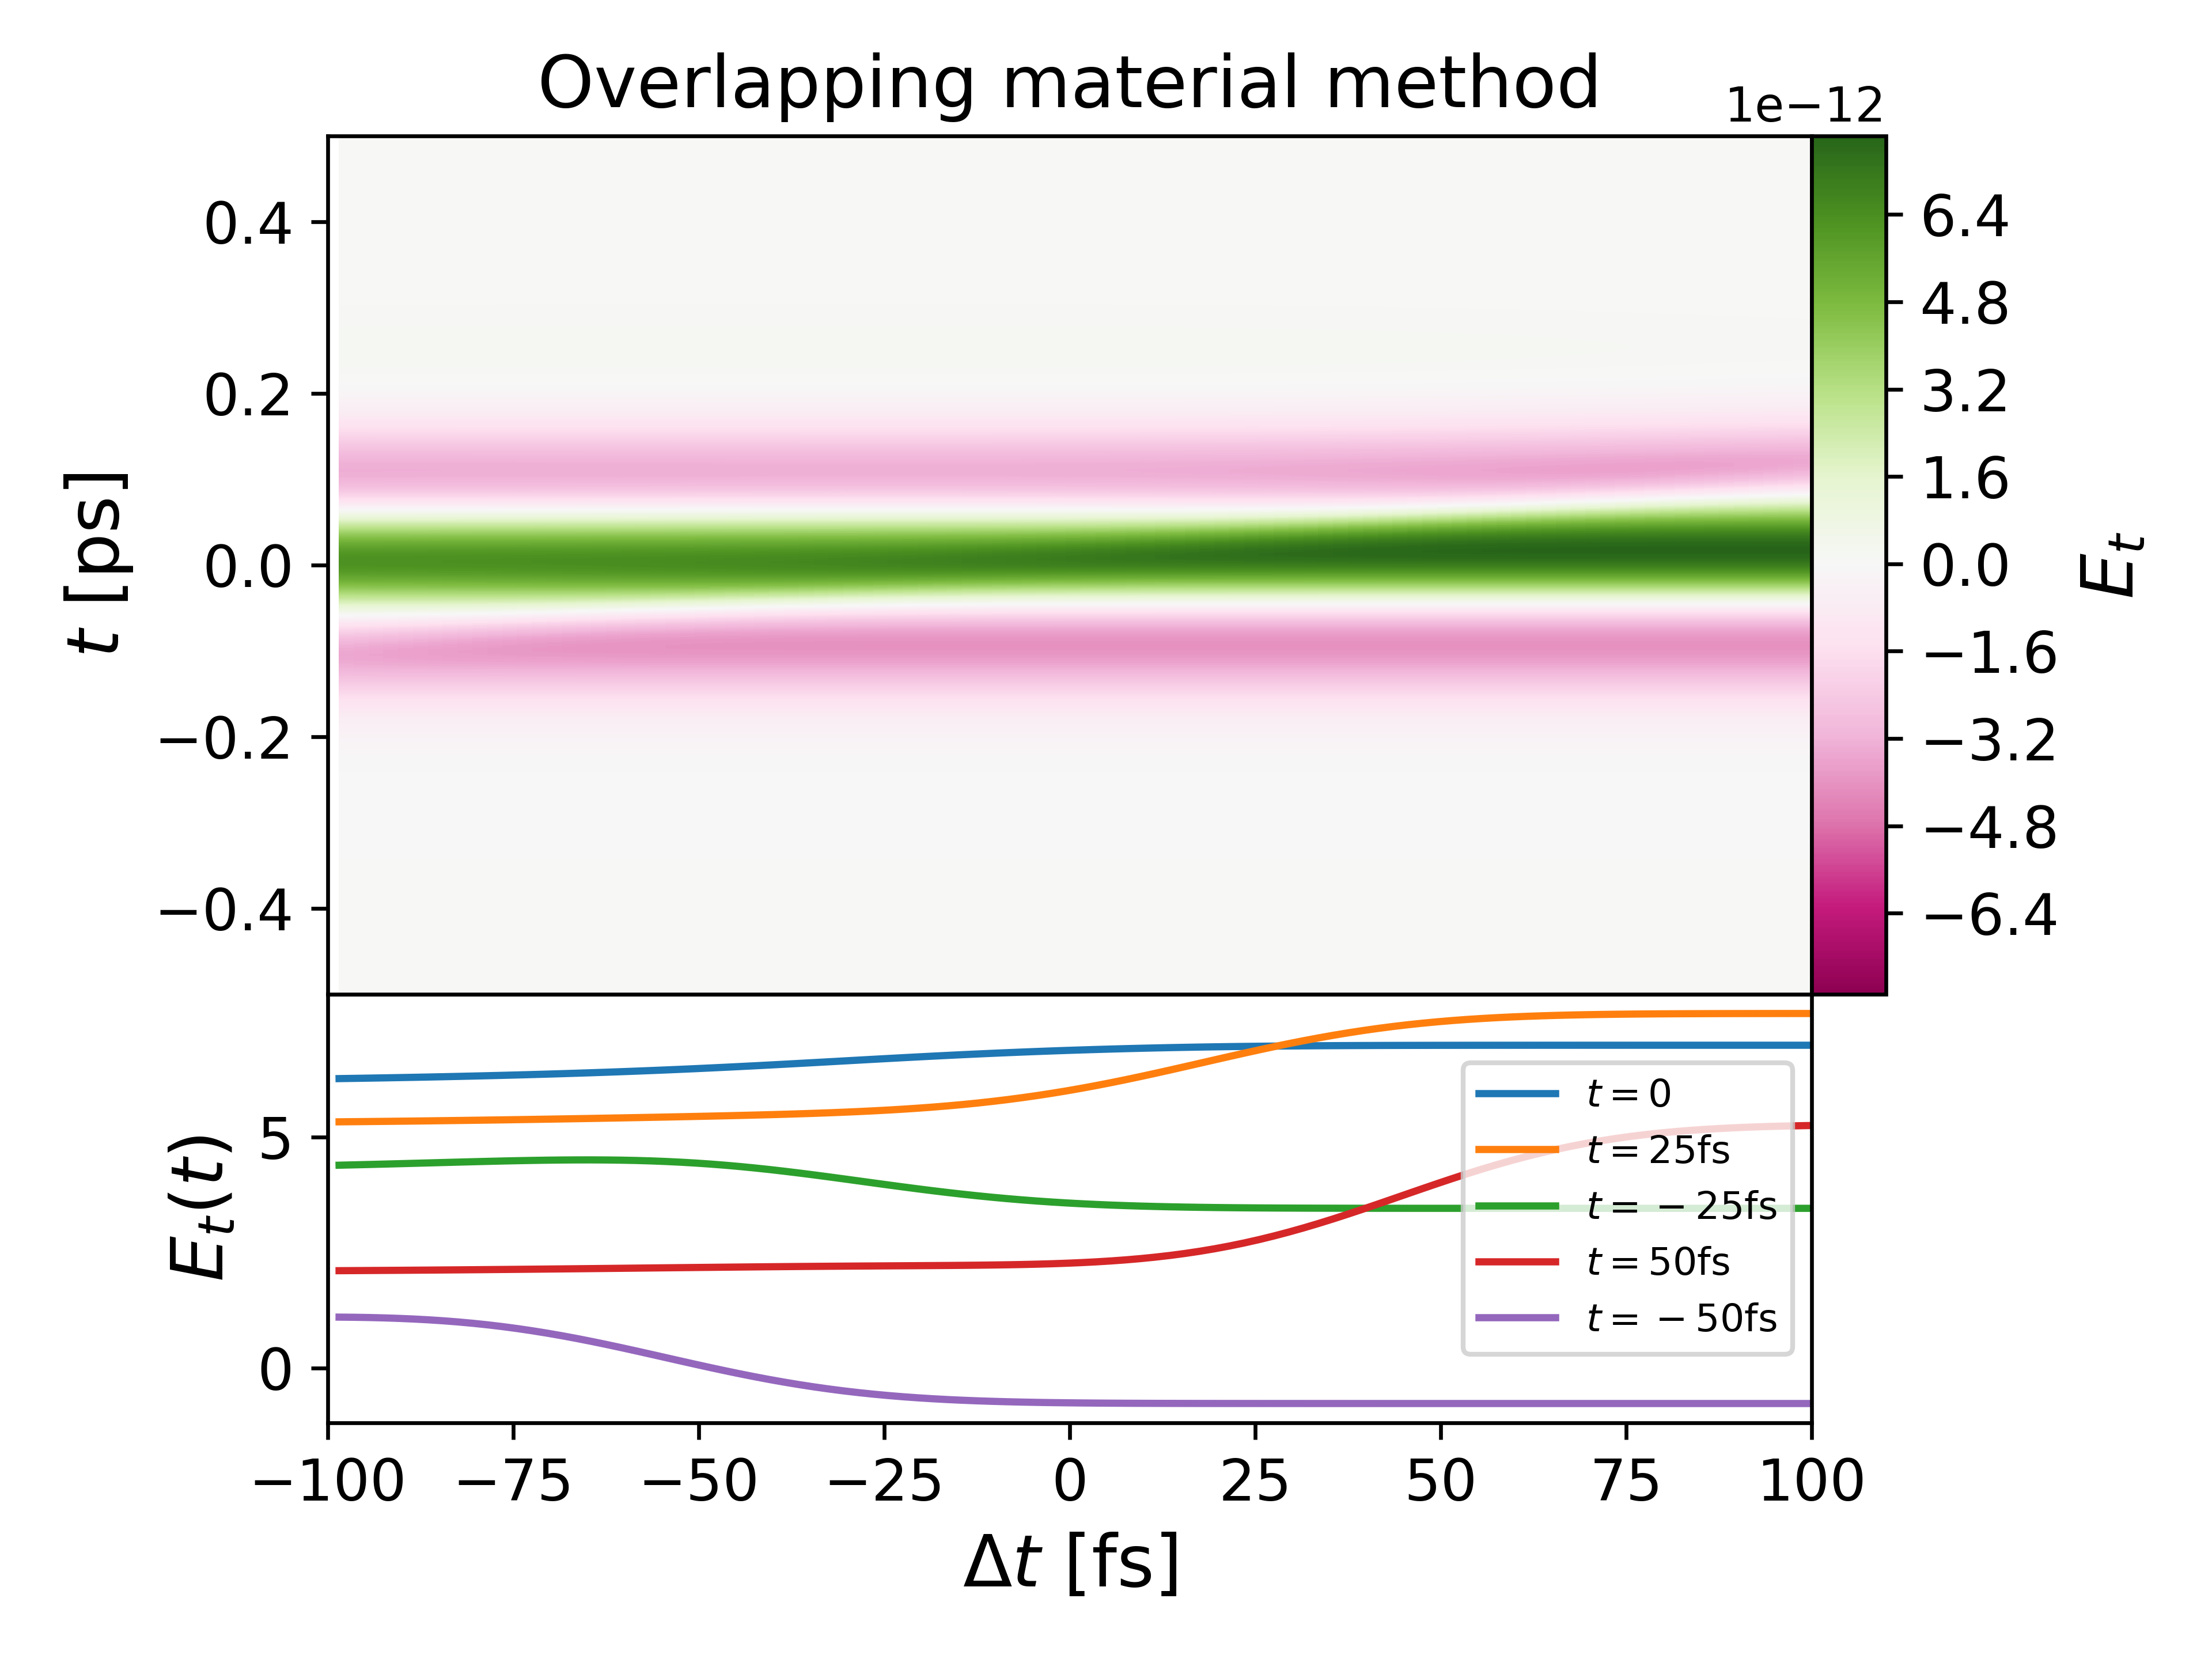 Overlapping material method
1e−12
0.4
0.2
0.0
−0.2
−0.4
t [ps]
6.4
4.8
3.2
1.6
0.0
−1.6
−3.2
−4.8
−6.4
E_t
5
0
E_t(t)
t = 0
t = 25fs
t = −25fs
t = 50fs
t = −50fs
−100 −75 −50 −25 0 25 50 75 100
Δt [fs]